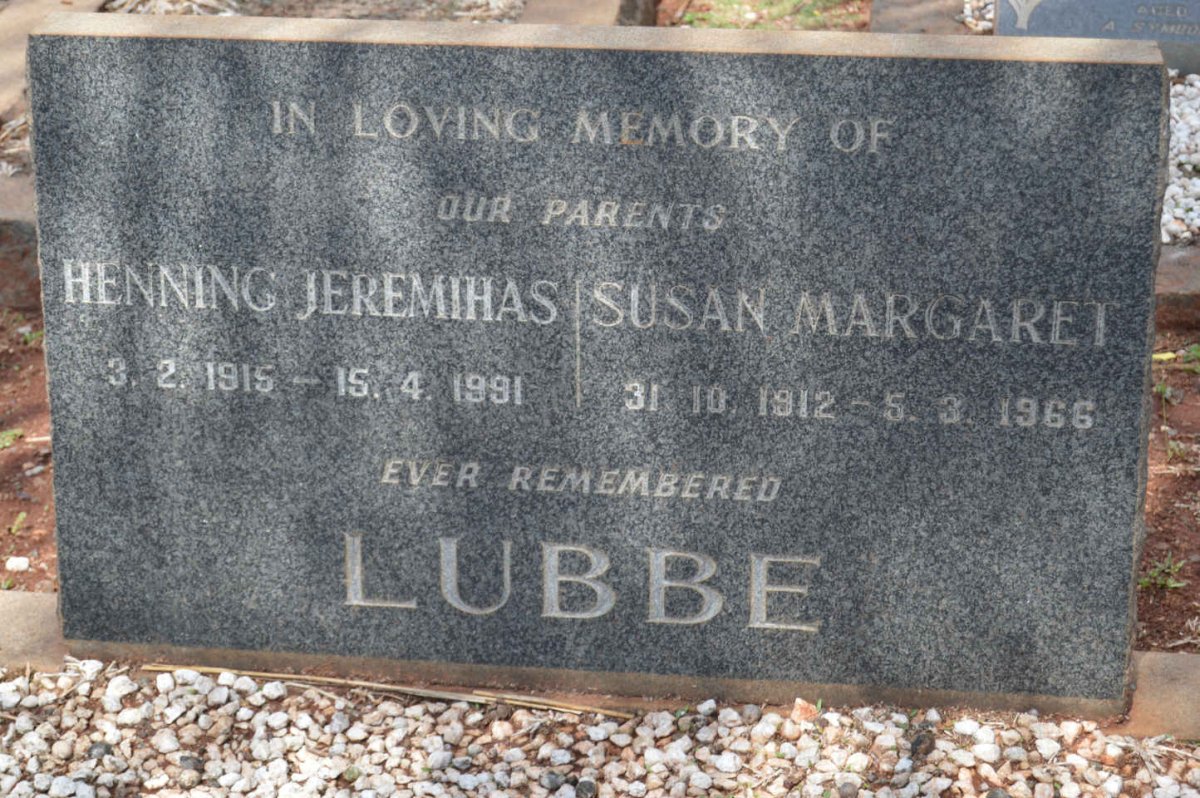 IN LOVING MEMORY OF
OUR PARENTS
HENNING JEREMIHAS
3. 2. 1915 – 15. 4. 1991
SUSAN MARGARET
31. 10. 1912 – 5. 3. 1966
EVER REMEMBERED
LUBBE